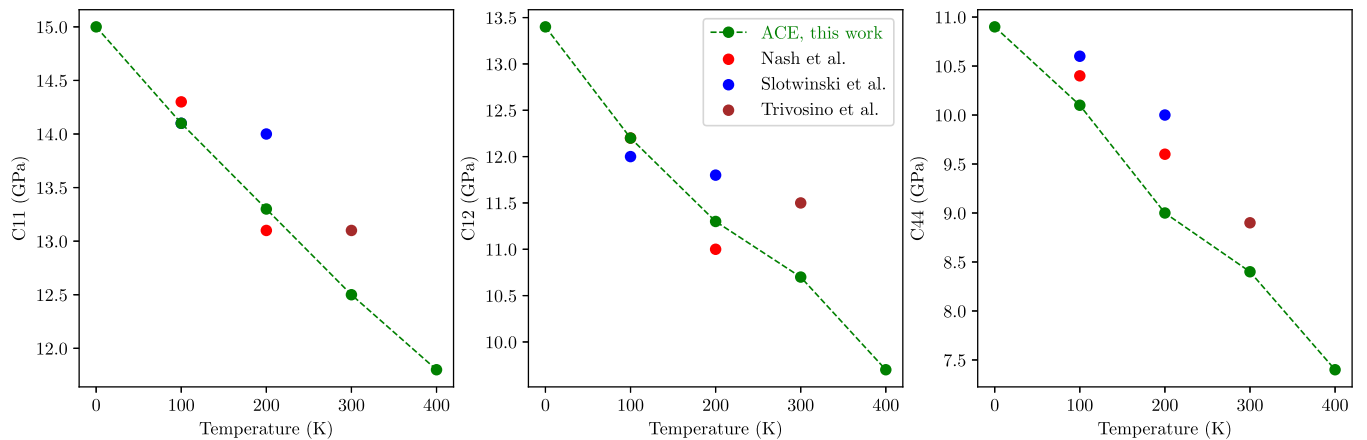 15.0
14.5
14.0
13.5
13.0
12.5
12.0
C11 (GPa)
0 100 200 300 400
Temperature (K)
13.5
13.0
12.5
12.0
11.5
11.0
10.5
10.0
C12 (GPa)
0 100 200 300 400
Temperature (K)
ACE, this work
Nash et al.
Slotwinski et al.
Trivosino et al.
11.0
10.5
10.0
9.5
9.0
8.5
8.0
7.5
C44 (GPa)
0 100 200 300 400
Temperature (K)